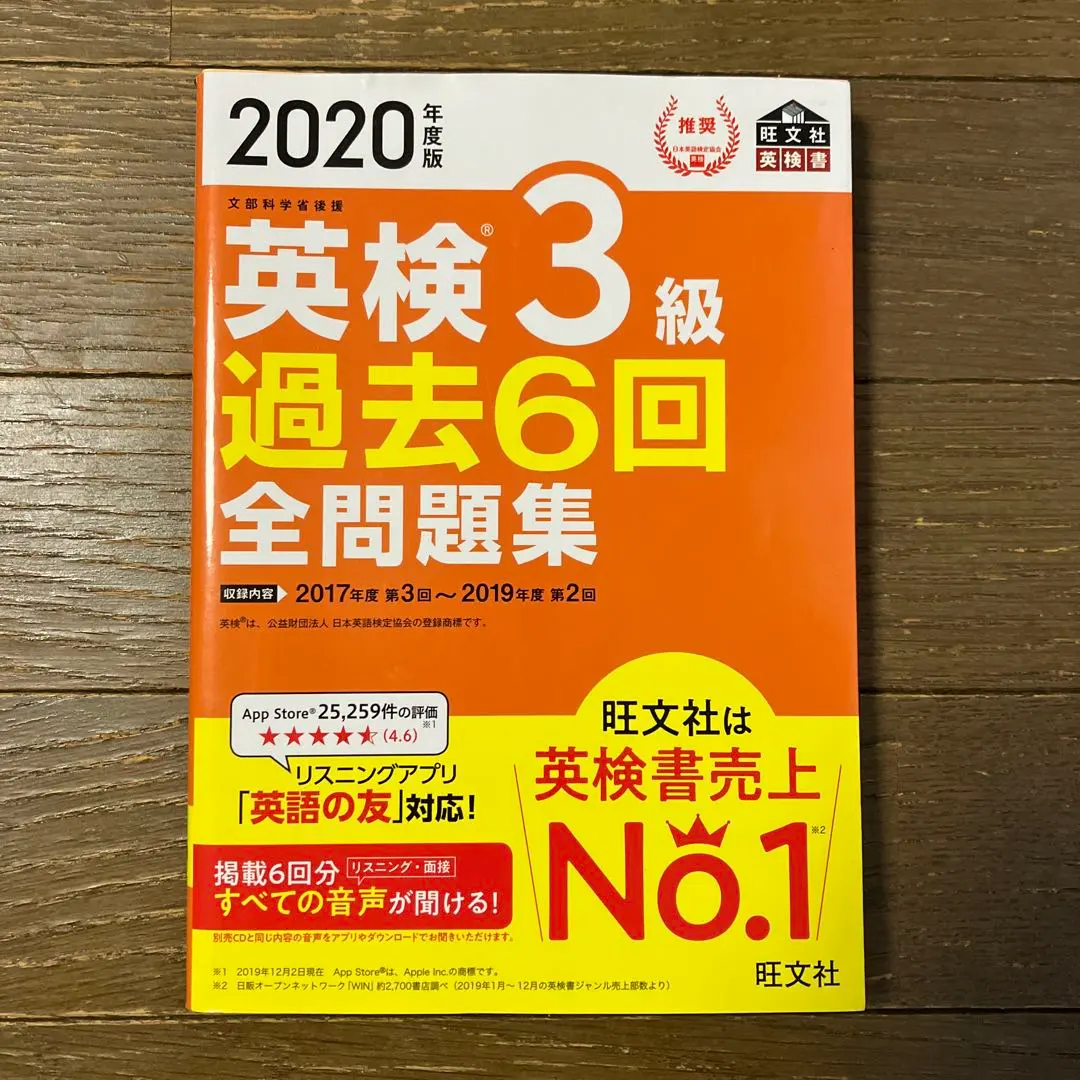 2020年度版
推奨
日本英語検定協会
英検
旺文社
英検書
文部科学省後援
英検® 3級
過去6回
全問題集
収録内容 2017年度 第3回〜2019年度 第2回
英検®は、公益財団法人 日本英語検定協会の登録商標です。
App Store® 25,259件の評価※1
★★★★⯪(4.6)
リスニングアプリ
「英語の友」対応!
旺文社は
英検書売上
No.1※2
掲載6回分 リスニング・面接
すべての音声が聞ける!
別売CDと同じ内容の音声をアプリやダウンロードでお聞きいただけます。
※1 2019年12月2日現在 App Store®は、Apple Inc.の商標です。
※2 日販オープンネットワーク「WIN」約2,700書店調べ(2019年1月〜12月の英検書ジャンル売上部数より)
旺文社